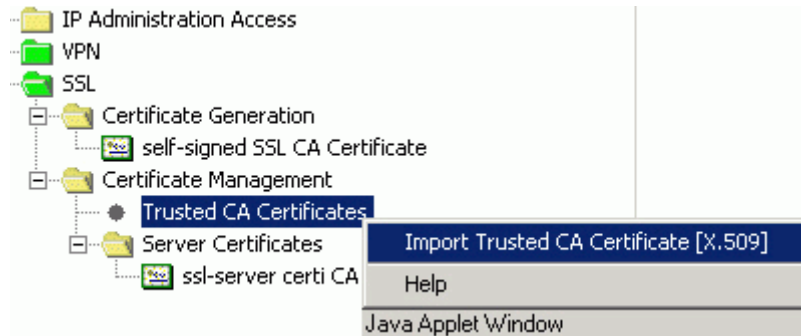 IP Administration Access
VPN
SSL
Certificate Generation
self-signed SSL CA Certificate
Certificate Management
Trusted CA Certificates
Import Trusted CA Certificate [X.509]
Server Certificates
ssl-server certi CA
Help
Java Applet Window